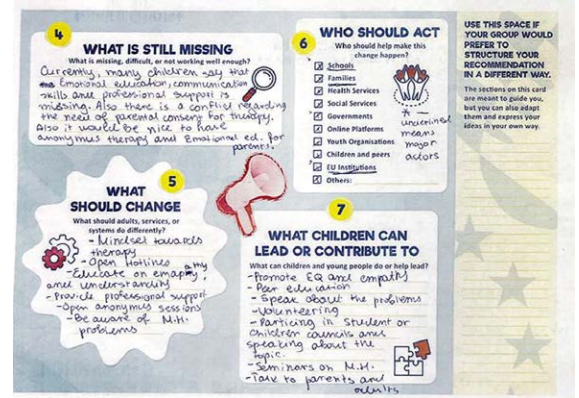 4
WHAT IS STILL MISSING
What is missing, difficult, or not working well enough?
Currently, many children say that
Emotional education, communication
skills and professional support is
missing. Also there is a conflict regarding
the need of parental consent for therapy.
Also it would be nice to have
anonymus therapy and Emotional ed. for
parents.
5
WHAT
SHOULD CHANGE
What should adults, services, or
systems do differently?
- Mindset towards
therapy
- Open Hotlines
- Educate on empathy
and understanding
- Provide professional support
- Open anonymus sessions
- Be aware of M.H.
problems
6
WHO SHOULD ACT
Who should help make this
change happen?
Schools
Families
Health Services
Social Services
Governments
Online Platforms
Youth Organisations
Children and peers
EU Institutions
Others:
* underlined
means
major
actors
7
WHAT CHILDREN CAN
LEAD OR CONTRIBUTE TO
What can children and young people do or help lead?
- Promote EQ and empathy
- Peer education
- Speak about the problems
- Volunteering
- Particing in Student or
children councils and
speaking about the
topic.
- Seminars on M.H.
- Talk to parents and
adults
USE THIS SPACE IF
YOUR GROUP WOULD
PREFER TO
STRUCTURE YOUR
RECOMMENDATION
IN A DIFFERENT WAY.
The sections on this card
are meant to guide you,
but you can also adapt
them and express your
ideas in your own way.